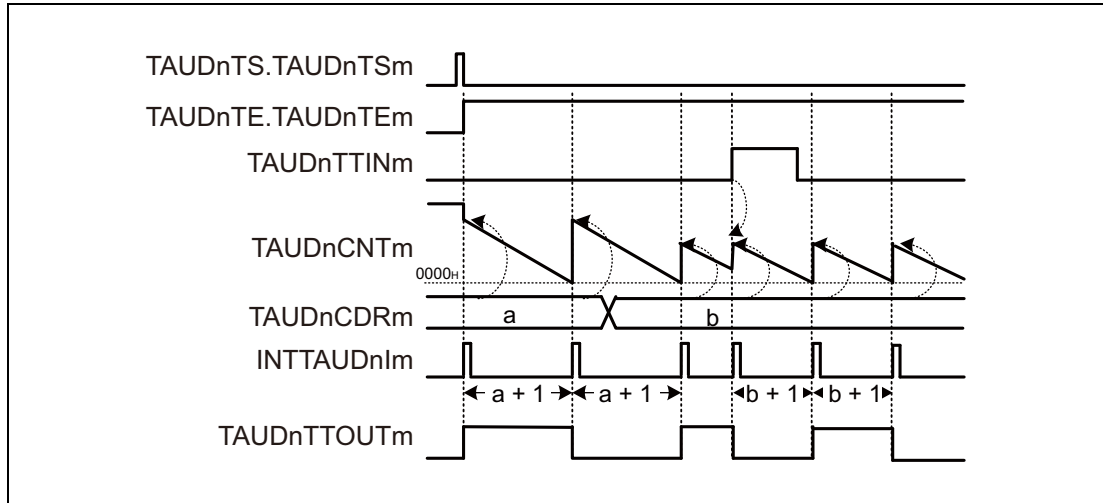 TAUDnTS.TAUDnTSm
TAUDnTE.TAUDnTEm
TAUDnTTINm
TAUDnCNTm
0000H
TAUDnCDRm
a
b
INTTAUDnIm
a + 1
a + 1
b + 1
b + 1
TAUDnTTOUTm